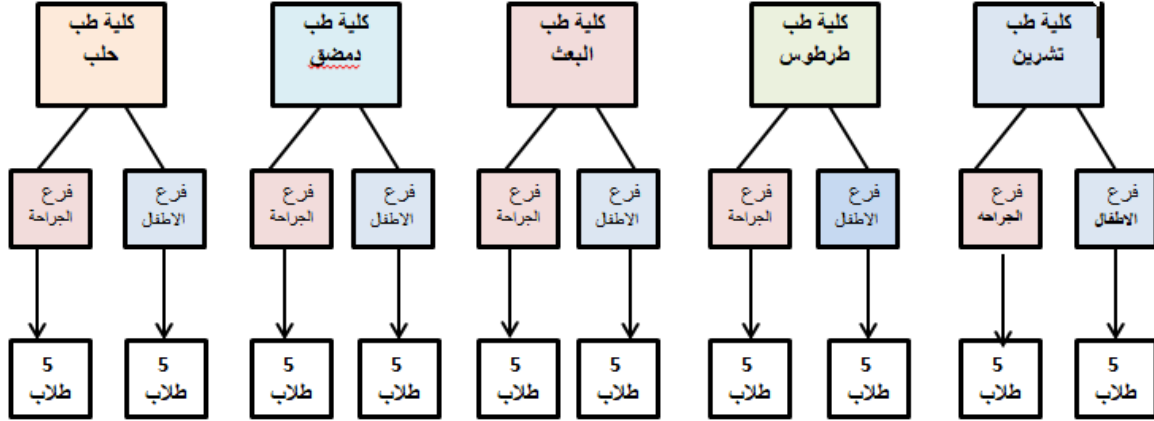 كلية طب
تشرين
كلية طب
طرطوس
كلية طب
البعث
كلية طب
دمضق
كلية طب
حلب
فرع
الاطفال
فرع
الجراحه
فرع
الاطفال
فرع
الجراحة
فرع
الاطفال
فرع
الجراحة
فرع
الاطفال
فرع
الجراحة
فرع
الاطفال
فرع
الجراحة
5
طلاب
5
طلاب
5
طلاب
5
طلاب
5
طلاب
5
طلاب
5
طلاب
5
طلاب
5
طلاب
5
طلاب